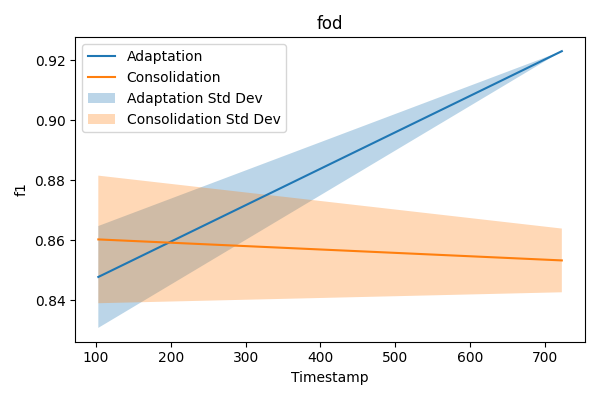 fod
Adaptation
Consolidation
Adaptation Std Dev
Consolidation Std Dev
0.92
0.90
0.88
0.86
0.84
f1
100 200 300 400 500 600 700
Timestamp